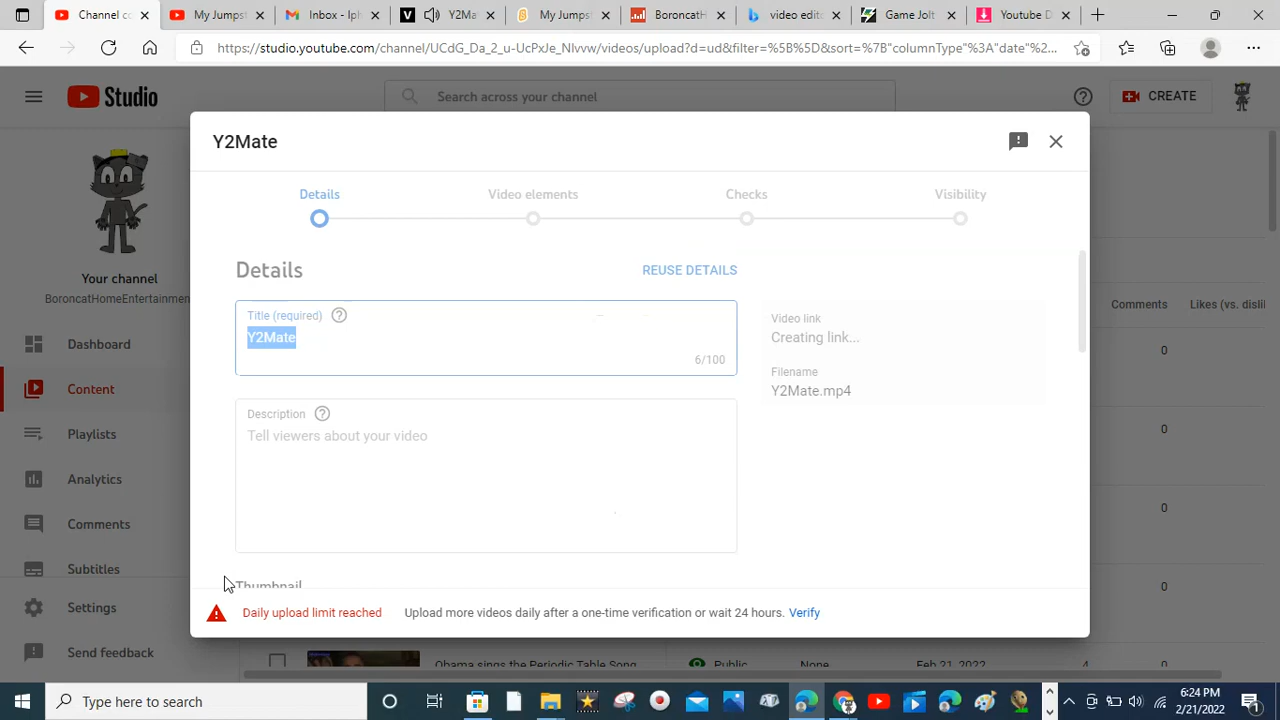 Channel co
My Jumps
Inbox - Iph
Y2Ma
My Jumps
BoroncatH
video edito
Game Jolt -
Youtube D
https://studio.youtube.com/channel/UCdG_Da_2_u-UcPxJe_Nlvvw/videos/upload?d=ud&filter=%5B%5D&sort=%7B"columnType"%3A"date"%2...
Studio
Search across your channel
CREATE
Y2Mate
Details
Video elements
Checks
Visibility
Details
REUSE DETAILS
Title (required)
Y2Mate
6/100
Video link
Creating link...
Filename
Y2Mate.mp4
Description
Tell viewers about your video
Thumbnail
Daily upload limit reached
Upload more videos daily after a one-time verification or wait 24 hours. Verify
Your channel
BoroncatHomeEntertainmen
Dashboard
Content
Playlists
Analytics
Comments
Subtitles
Settings
Send feedback
Comments
Likes (vs. disli
0
0
0
0
Obama sings the Periodic Table Song
Public
None
Feb 21, 2022
4
0
Type here to search
6:24 PM
2/21/2022
1